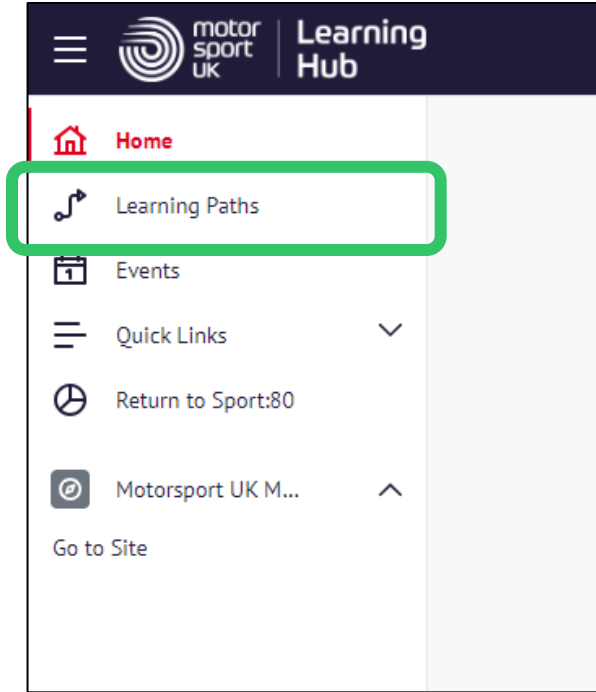 motor
sport
UK
Learning
Hub
Home
Learning Paths
1
Events
Quick Links
Return to Sport:80
Motorsport UK M...
Go to Site